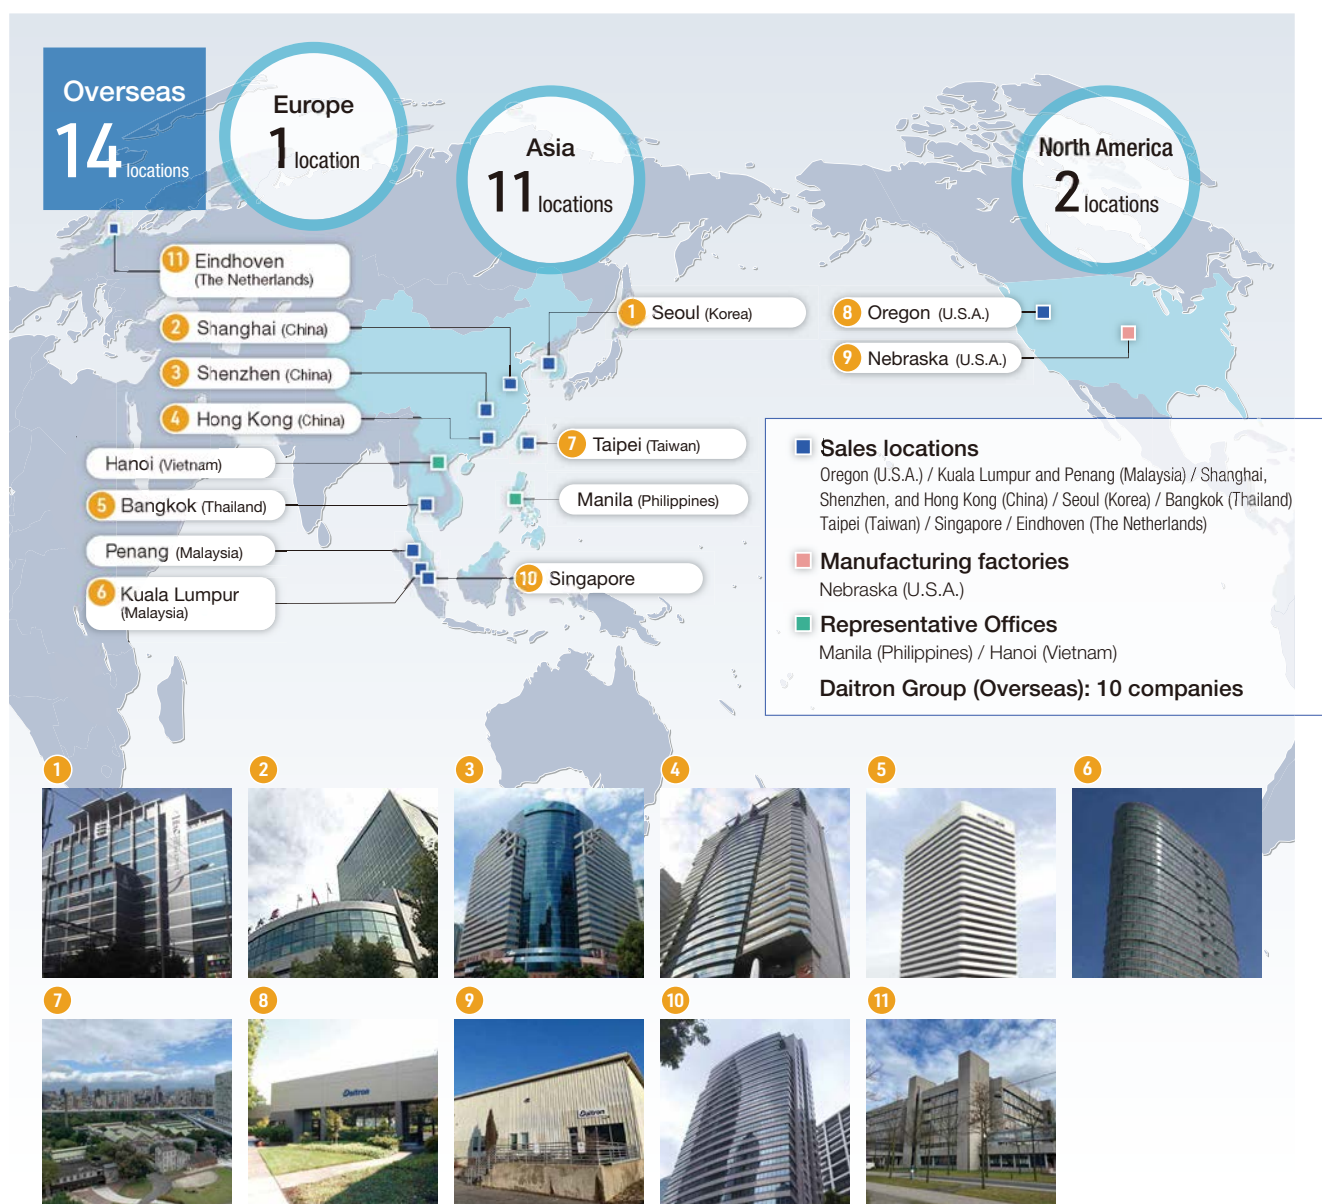 Overseas
14 locations
Europe
1 location
Asia
11 locations
North America
2 locations
11 Eindhoven
(The Netherlands)
2 Shanghai (China)
3 Shenzhen (China)
4 Hong Kong (China)
Hanoi (Vietnam)
5 Bangkok (Thailand)
Penang (Malaysia)
6 Kuala Lumpur
(Malaysia)
1 Seoul (Korea)
7 Taipei (Taiwan)
Manila (Philippines)
10 Singapore
8 Oregon (U.S.A.)
9 Nebraska (U.S.A.)
Sales locations
Oregon (U.S.A.) / Kuala Lumpur and Penang (Malaysia) / Shanghai,
Shenzhen, and Hong Kong (China) / Seoul (Korea) / Bangkok (Thailand)
Taipei (Taiwan) / Singapore / Eindhoven (The Netherlands)
Manufacturing factories
Nebraska (U.S.A.)
Representative Offices
Manila (Philippines) / Hanoi (Vietnam)
Daitron Group (Overseas): 10 companies
1
2
3
4
5
6
7
8
9
10
11
Daitron
Daitron